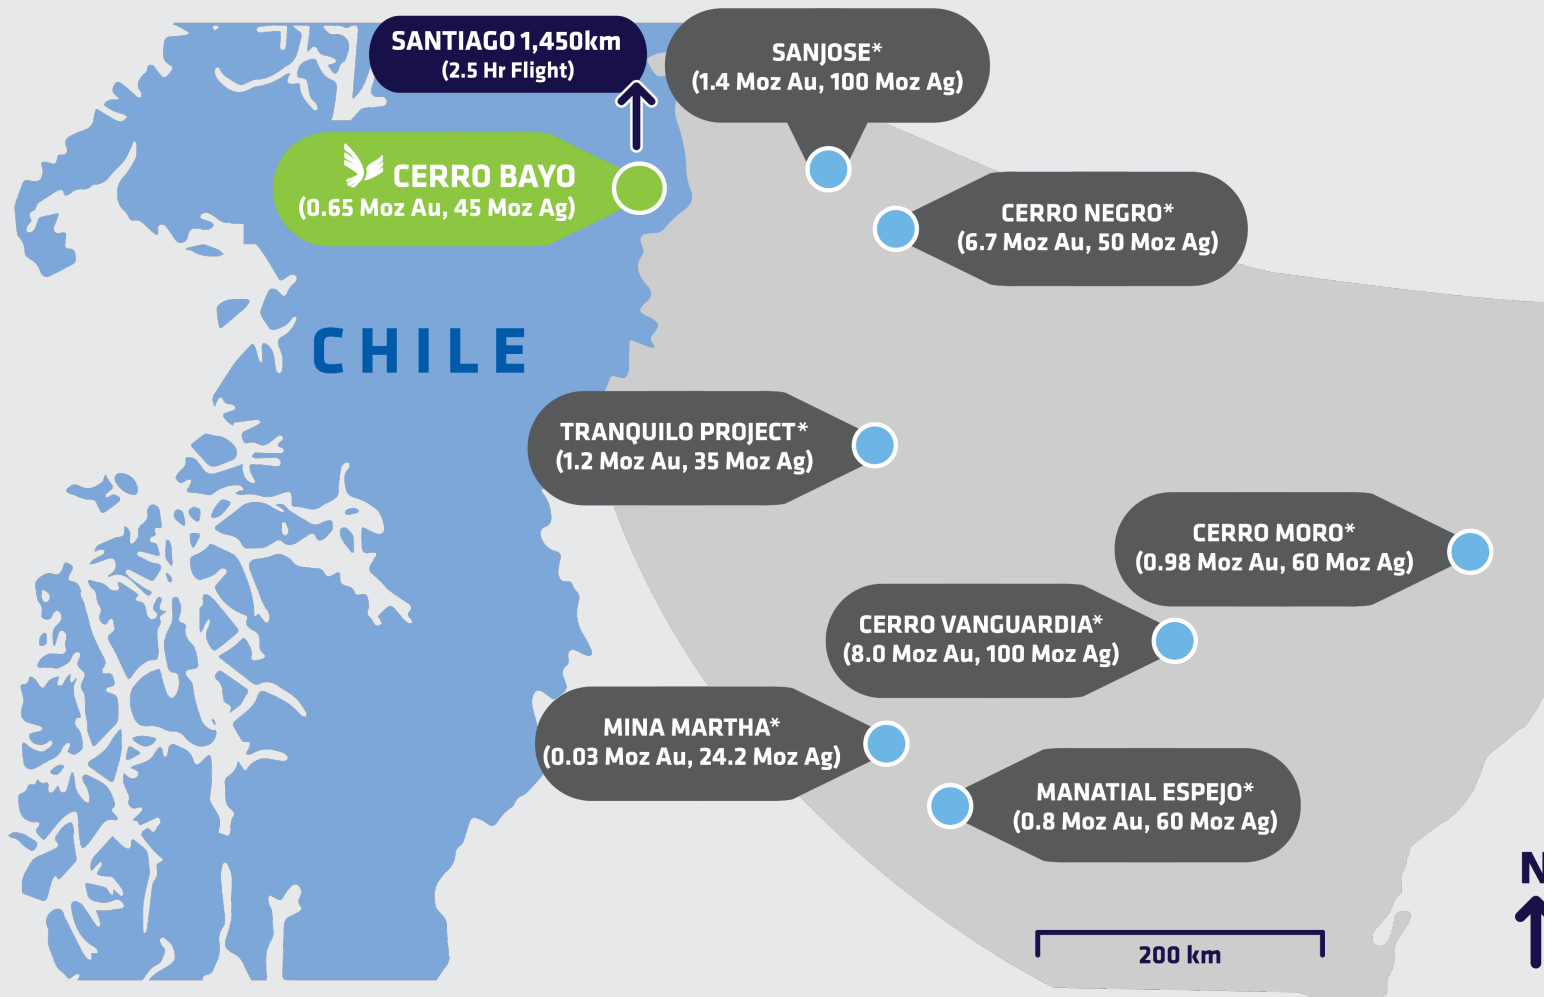 SANTIAGO 1,450km
(2.5 Hr Flight)
SANJOSE*
(1.4 Moz Au, 100 Moz Ag)
CERRO BAYO
(0.65 Moz Au, 45 Moz Ag)
CERRO NEGRO*
(6.7 Moz Au, 50 Moz Ag)
CHILE
TRANQUILO PROJECT*
(1.2 Moz Au, 35 Moz Ag)
CERRO MORO*
(0.98 Moz Au, 60 Moz Ag)
CERRO VANGUARDIA*
(8.0 Moz Au, 100 Moz Ag)
MINA MARTHA*
(0.03 Moz Au, 24.2 Moz Ag)
MANATIAL ESPEJO*
(0.8 Moz Au, 60 Moz Ag)
N
200 km